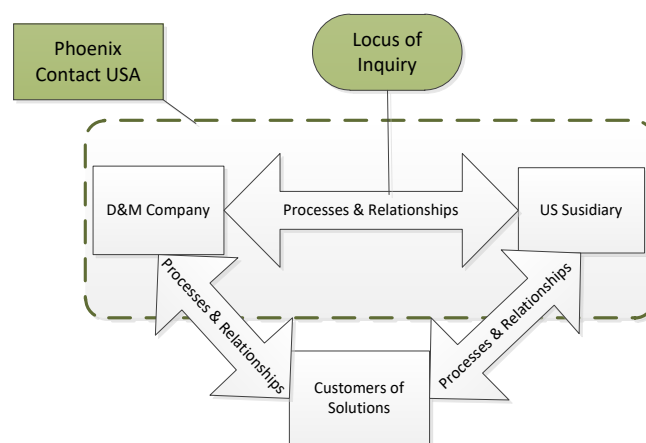 Phoenix
Contact USA
Locus of
Inquiry
D&M Company
Processes & Relationships
US Susidiary
Processes & Relationships
Processes & Relationships
Customers of
Solutions